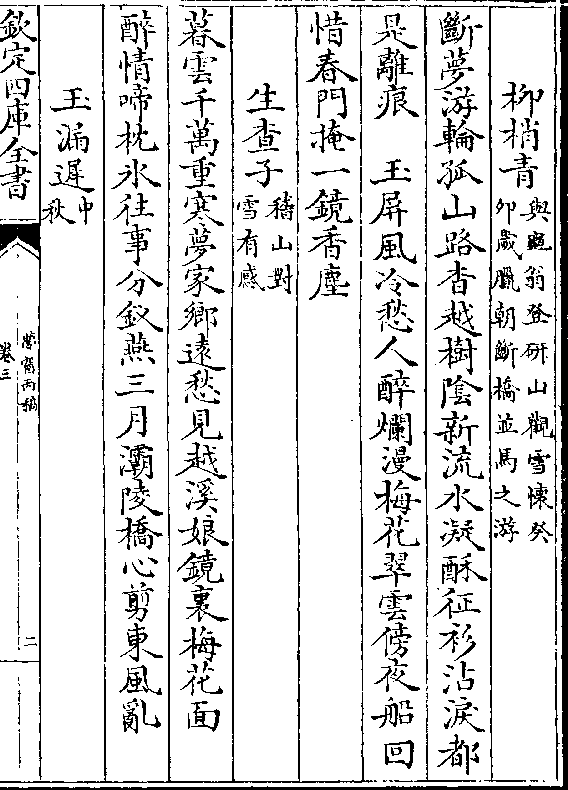 柳梢青 與龜翁登研山觀雪懷癸
夘歲臘朝斷橋並馬之游
斷夢游輪孤山路杳越樹陰新流水凝酥征衫沾淚都
是離痕　玉屏風冷愁人醉爛漫梅花翠雲傍夜船回
惜春門掩一鏡香塵
生查子 稽山對
雪有感
暮雲千萬重寒夢家鄉遠愁見越溪娘鏡裏梅花面
醉情啼枕氷往事分釵燕三月灞陵橋心剪東風亂
玉漏遲 中
秋
欽定四庫全書
夢窗丙稿
卷三
二